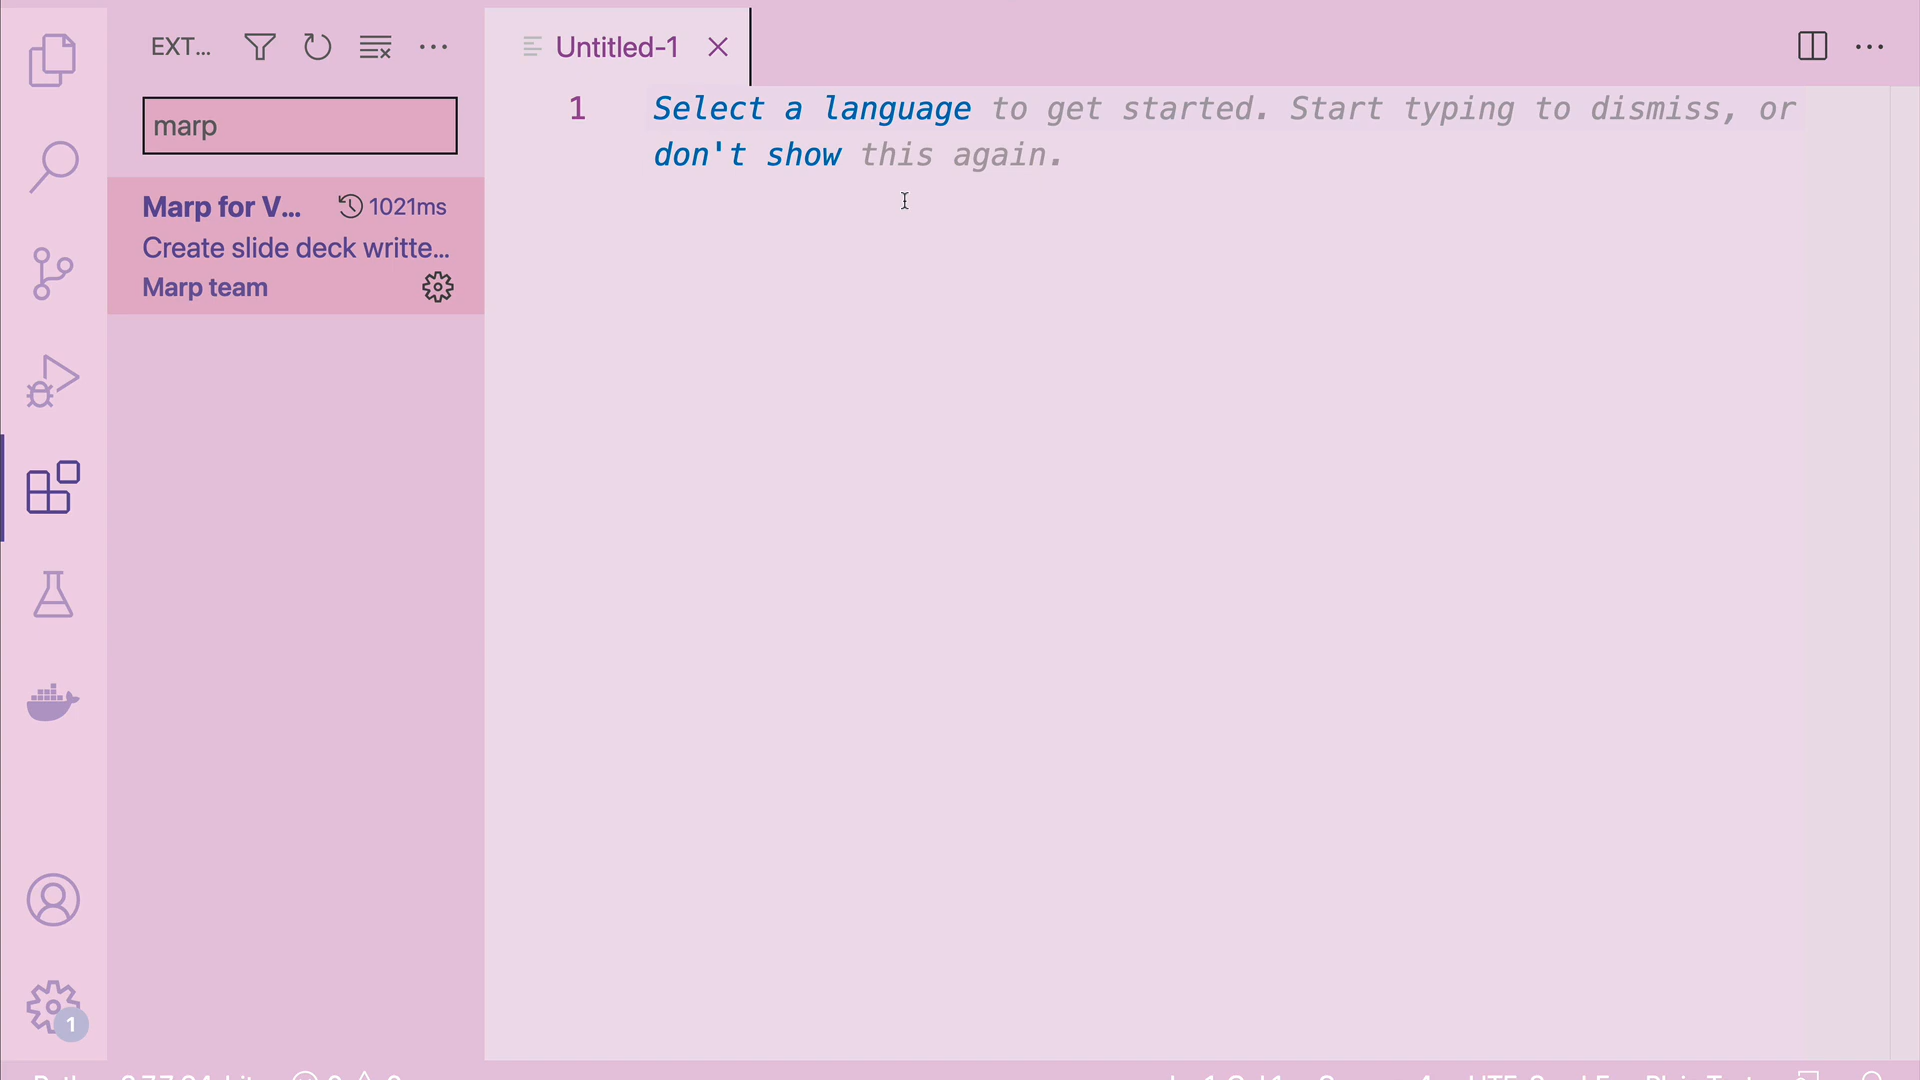 EXT...
Untitled-1
marp
Marp for V... 1021ms
Create slide deck writte...
Marp team
1 Select a language to get started. Start typing to dismiss, or
don't show this again.
1